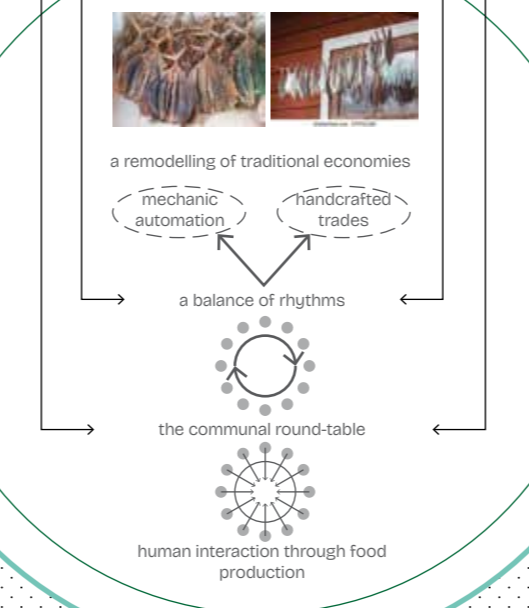 a remodelling of traditional economies
mechanic
automation
handcrafted
trades
a balance of rhythms
the communal round-table
human interaction through food
production